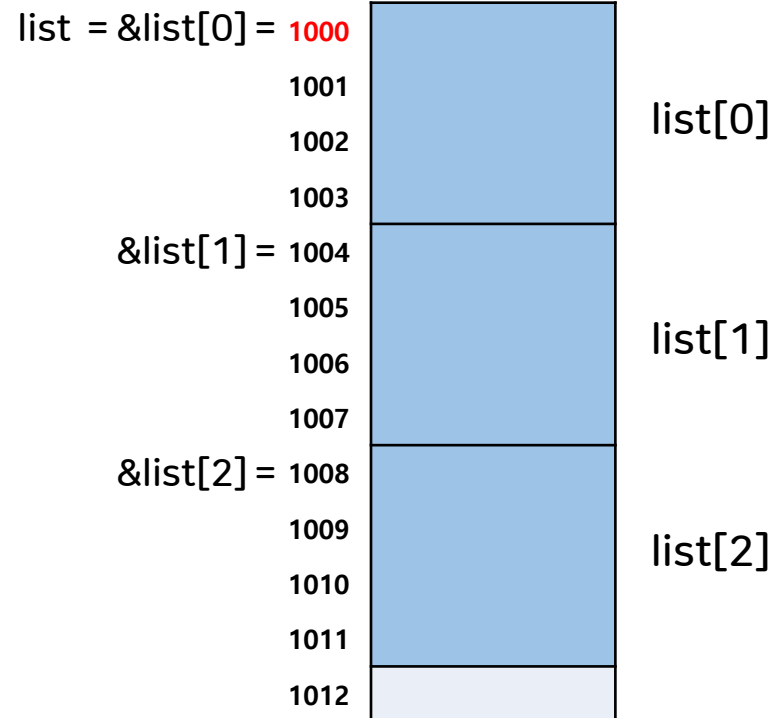 list = &list[0] = 1000
1001
1002
list[0]
1003
&list[1] = 1004
1005
list[1]
1006
1007
&list[2] = 1008
1009
list[2]
1010
1011
1012